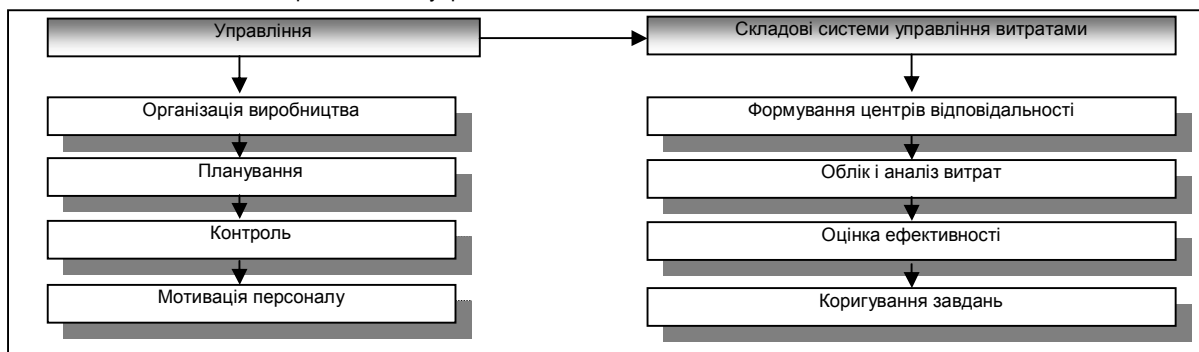 Управління
Організація виробництва
Планування
Контроль
Мотивація персоналу
Складові системи управління витратами
Формування центрів відповідальності
Облік і аналіз витрат
Оцінка ефективності
Коригування завдань